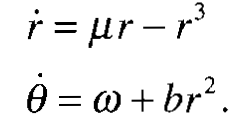 ṙ = μr − r³
θ̇ = ω + br².